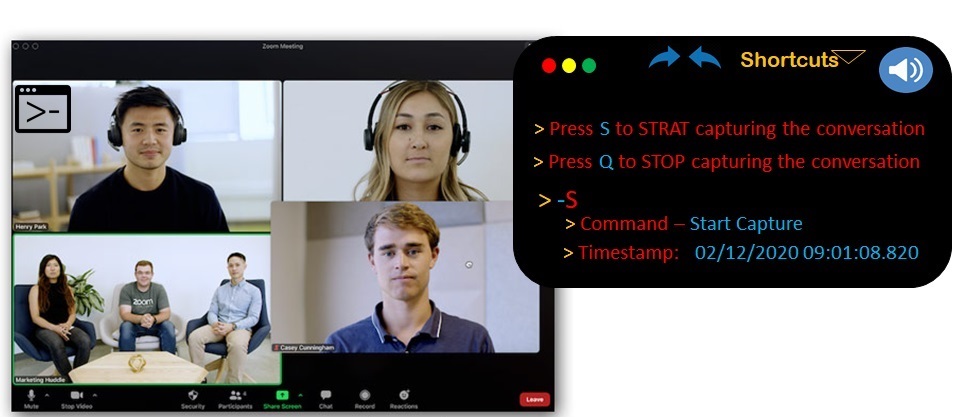 Zoom Meeting
Shortcuts
>-
> Press S to STRAT capturing the conversation
> Press Q to STOP capturing the conversation
> -S
> Command – Start Capture
> Timestamp: 02/12/2020 09:01:08.820
Henry Park
zoom
Casey Cunningham
Marketing Huddle
Mute Stop Video Security Participants 4 Share Screen Chat Record Reactions Leave